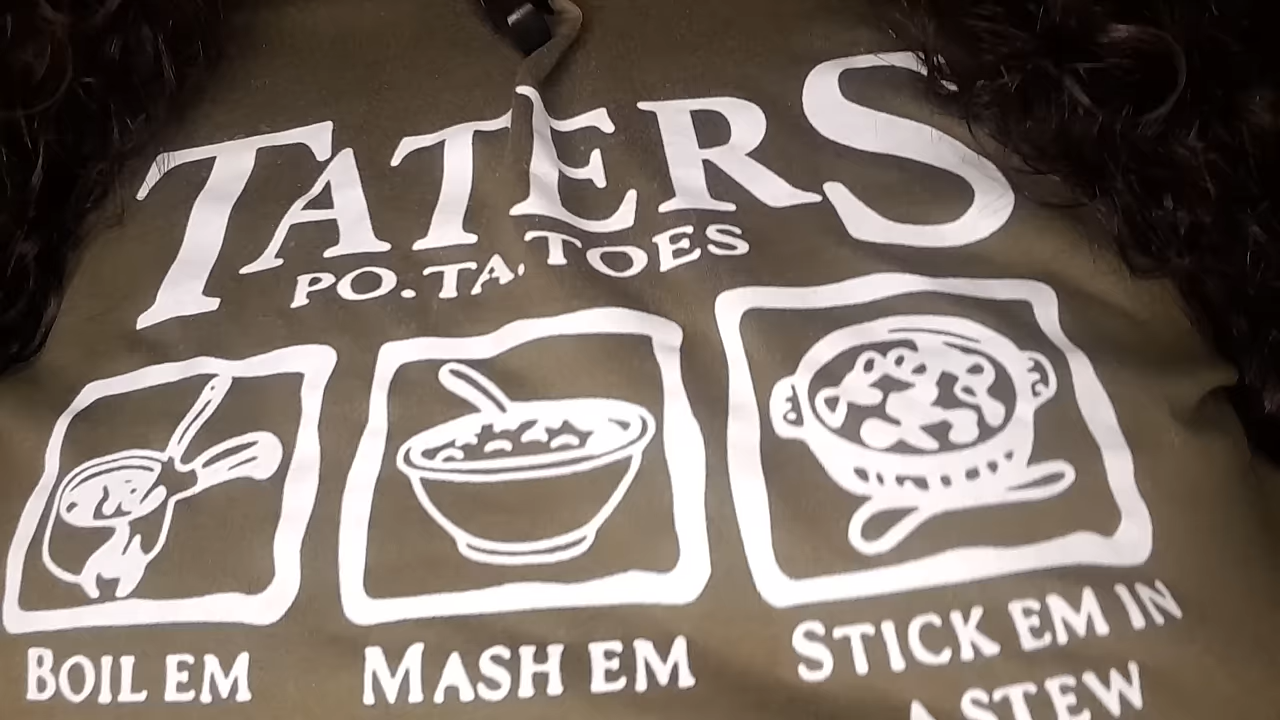 TATERS
PO.TA.TOES
BOIL EM
MASH EM
STICK EM IN
A STEW